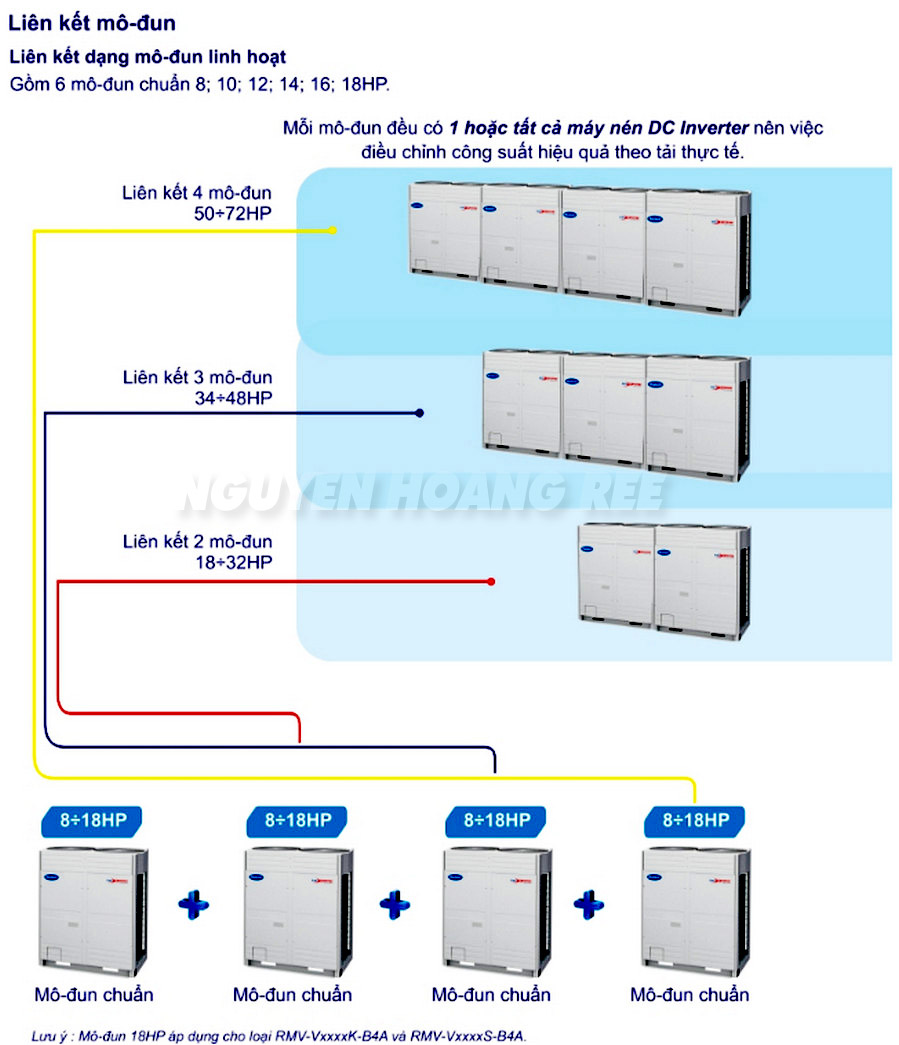 Liên kết mô-đun
Liên kết dạng mô-đun linh hoạt
Gồm 6 mô-đun chuẩn 8; 10; 12; 14; 16; 18HP.
Mỗi mô-đun đều có 1 hoặc tất cả máy nén DC Inverter nên việc
điều chỉnh công suất hiệu quả theo tải thực tế.
Liên kết 4 mô-đun
50÷72HP
Liên kết 3 mô-đun
34÷48HP
NGUYEN HOANG REE
Liên kết 2 mô-đun
18÷32HP
8÷18HP 8÷18HP 8÷18HP 8÷18HP
Mô-đun chuẩn Mô-đun chuẩn Mô-đun chuẩn Mô-đun chuẩn
Lưu ý : Mô-đun 18HP áp dụng cho loại RMV-VxxxxK-B4A và RMV-VxxxxS-B4A.